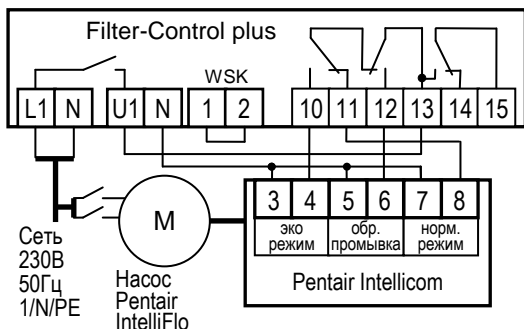 Filter-Control plus
WSK
L1 N U1 N 1 2 10 11 12 13 14 15
M
3 4 5 6 7 8
эко режим
обр. промывка
норм. режим
Pentair Intellicom
Сеть
230В
50Гц
1/N/PE
Насос
Pentair
IntelliFlo